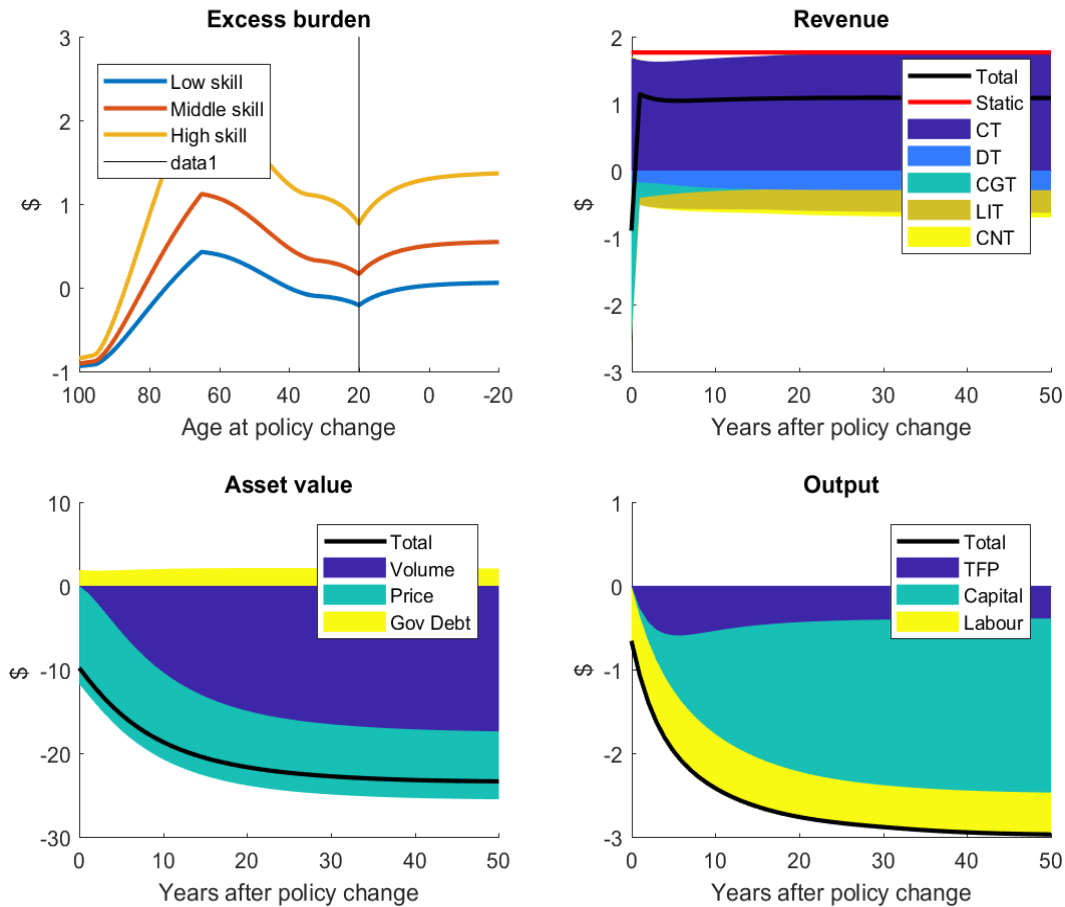 Excess burden
3
2
1
0
-1
$
Low skill
Middle skill
High skill
data1
100 80 60 40 20 0 -20
Age at policy change
Revenue
2
1
0
-1
-2
-3
$
Total
Static
CT
DT
CGT
LIT
CNT
0 10 20 30 40 50
Years after policy change
Asset value
10
0
-10
-20
-30
$
Total
Volume
Price
Gov Debt
0 10 20 30 40 50
Years after policy change
Output
1
0
-1
-2
-3
$
Total
TFP
Capital
Labour
0 10 20 30 40 50
Years after policy change